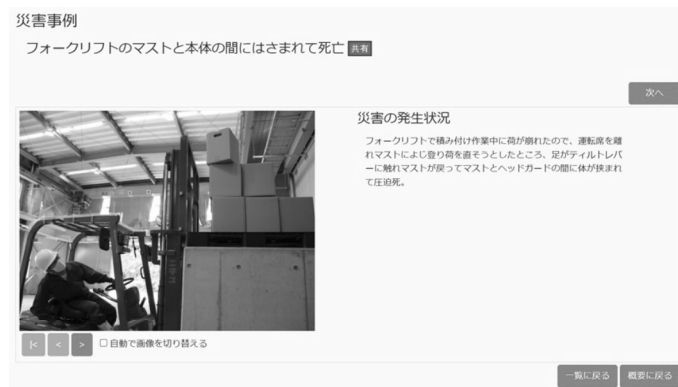 災害事例
フォークリフトのマストと本体の間にはさまれて死亡 共有
次へ
災害の発生状況
フォークリフトで積み付け作業中に荷が崩れたので、運転席を離
れマストによじ登り荷を直そうとしたところ、足がティルトレバ
ーに触れマストが戻ってマストとヘッドガードの間に体が挟まれ
て圧迫死。
|< < > 自動で画像を切り替える
一覧に戻る 概要に戻る